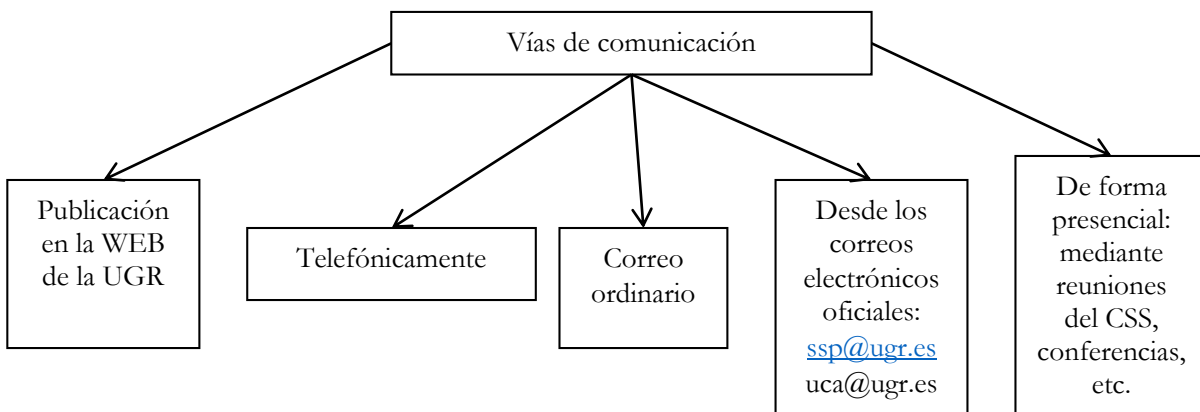 Vías de comunicación
Publicación
en la WEB
de la UGR
Telefónicamente
Correo
ordinario
Desde los
correos
electrónicos
oficiales:
ssp@ugr.es
uca@ugr.es
De forma
presencial:
mediante
reuniones
del CSS,
conferencias,
etc.